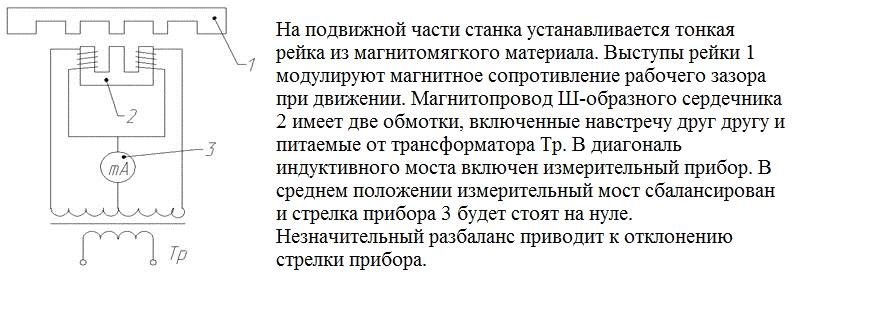 На подвижной части станка устанавливается тонкая
рейка из магнитомягкого материала. Выступы рейки 1
модулируют магнитное сопротивление рабочего зазора
при движении. Магнитопровод Ш-образного сердечника
2 имеет две обмотки, включенные навстречу друг другу и
питаемые от трансформатора Тр. В диагональ
индуктивного моста включен измерительный прибор. В
среднем положении измерительный мост сбалансирован
и стрелка прибора 3 будет стоят на нуле.
Незначительный разбаланс приводит к отклонению
стрелки прибора.
1
2
3
mA
Тр